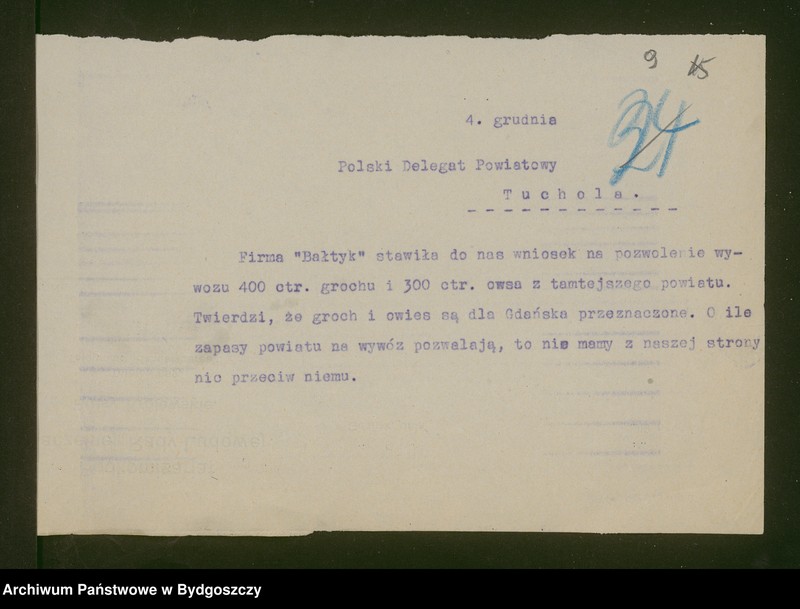 9 15
24
4. grudnia
Polski Delegat Powiatowy
Tuchola.
Firma "Bałtyk" stawiła do nas wniosek na pozwolenie wy-
wozu 400 ctr. grochu i 300 ctr. owsa z tamtejszego powiatu.
Twierdzi, że groch i owies są dla Gdańska przeznaczone. O ile
zapasy powiatu na wywóz pozwalają, to nie mamy z naszej strony
nic przeciw niemu.
Archiwum Państwowe w Bydgoszczy